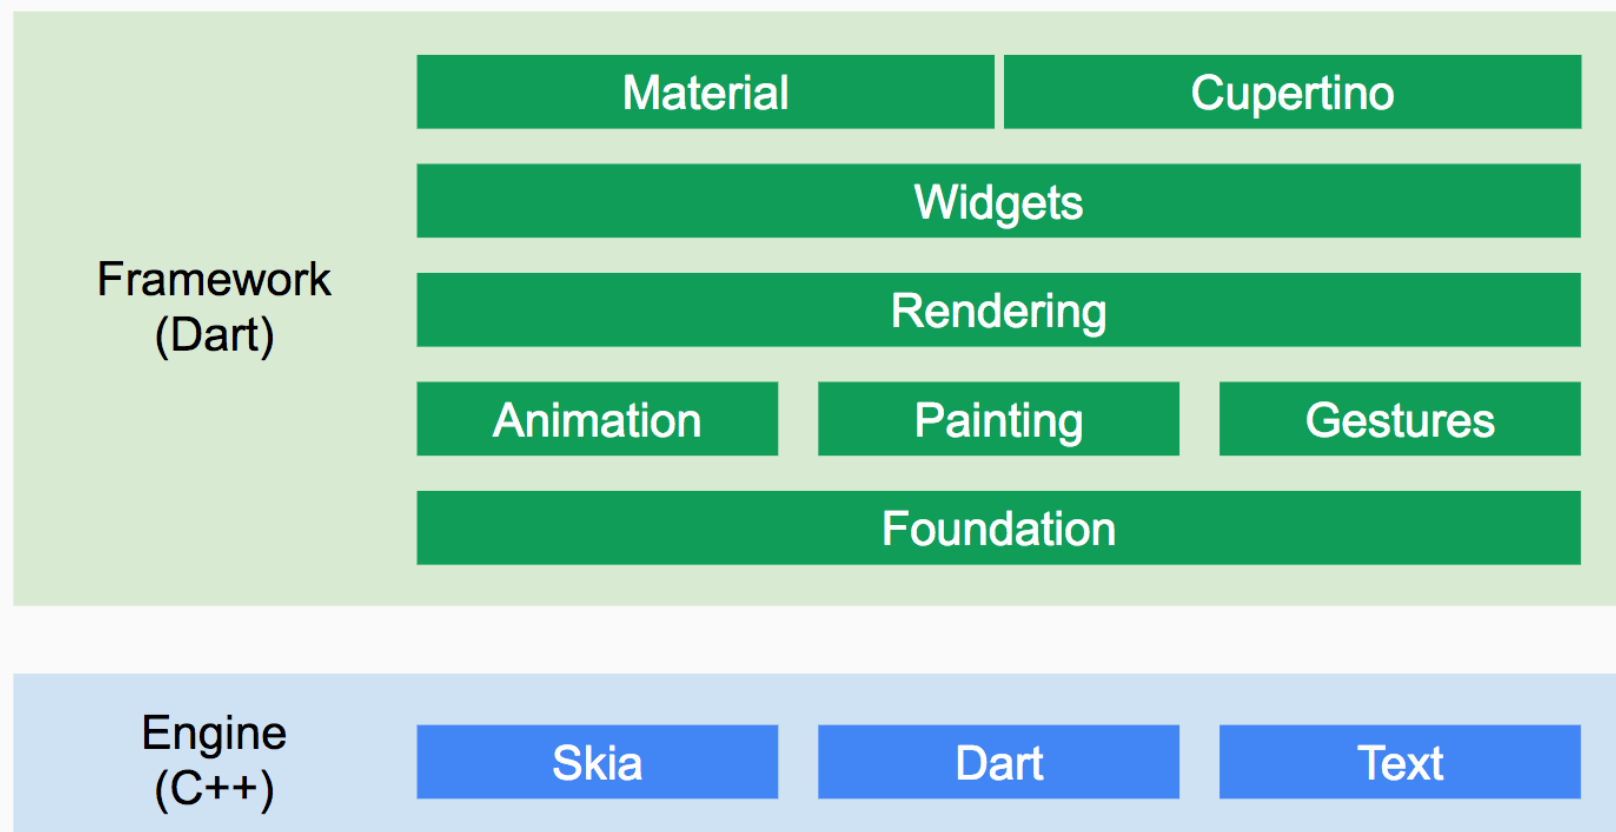 Material
Cupertino
Widgets
Framework
(Dart)
Rendering
Animation
Painting
Gestures
Foundation
Engine
(C++)
Skia
Dart
Text